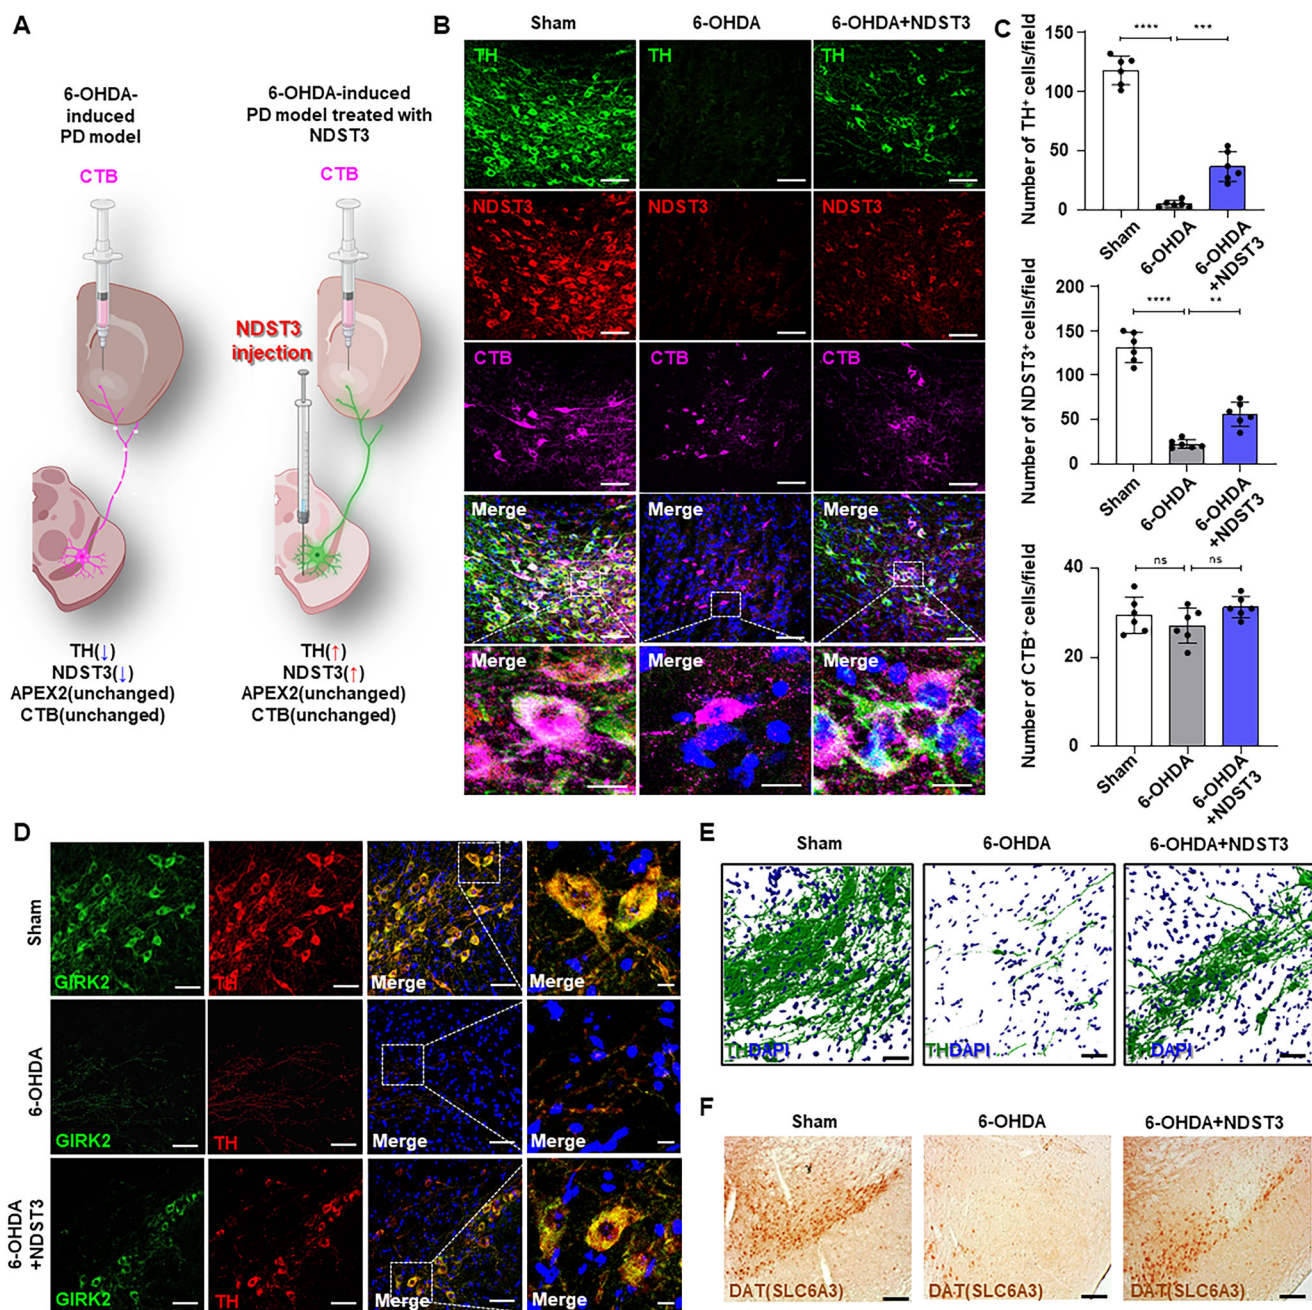 A
6-OHDA-
induced
PD model
CTB
6-OHDA-induced
PD model treated with
NDST3
CTB
NDST3
injection
TH(↓)
NDST3(↓)
APEX2(unchanged)
CTB(unchanged)
TH(↑)
NDST3(↑)
APEX2(unchanged)
CTB(unchanged)
B
Sham
6-OHDA
6-OHDA+NDST3
TH
TH
TH
NDST3
NDST3
NDST3
CTB
CTB
CTB
Merge
Merge
Merge
Merge
Merge
Merge
C
Number of TH⁺ cells/field
150
100
50
0
****
***
Sham
6-OHDA
6-OHDA
+NDST3
Number of NDST3⁺ cells/field
200
150
100
50
0
****
**
Sham
6-OHDA
6-OHDA
+NDST3
Number of CTB⁺ cells/field
40
20
0
ns
ns
Sham
6-OHDA
6-OHDA
+NDST3
D
Sham
GIRK2
TH
Merge
Merge
6-OHDA
GIRK2
TH
Merge
Merge
6-OHDA
+NDST3
GIRK2
TH
Merge
Merge
E
Sham
6-OHDA
6-OHDA+NDST3
THDAPI
THDAPI
THDAPI
F
Sham
6-OHDA
6-OHDA+NDST3
DAT(SLC6A3)
DAT(SLC6A3)
DAT(SLC6A3)